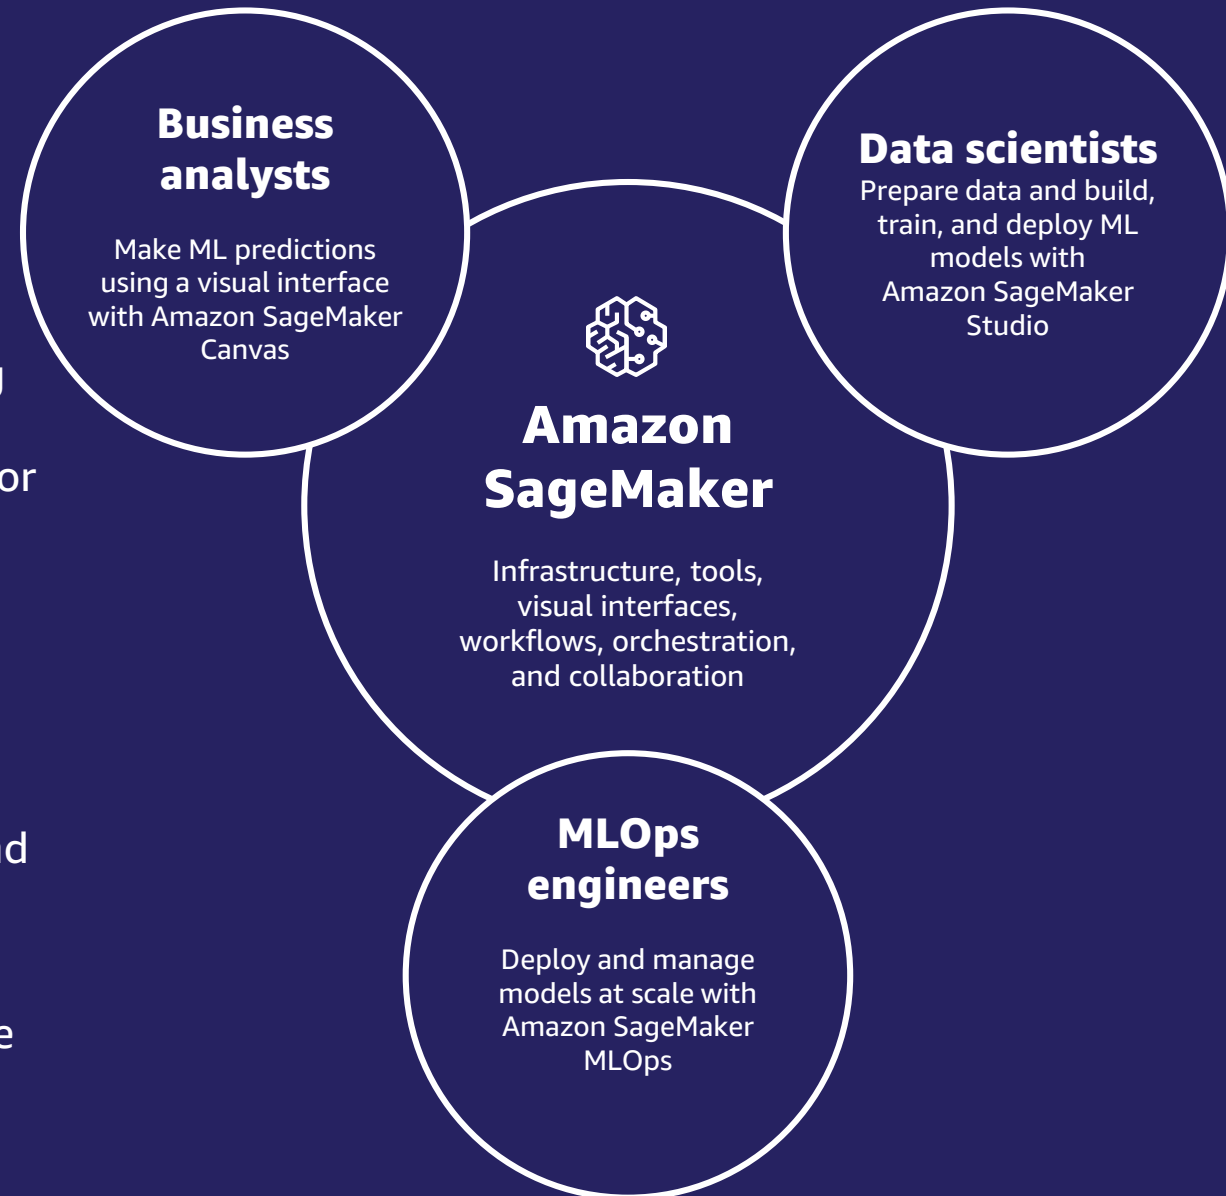 Business
analysts
Make ML predictions
using a visual interface
with Amazon SageMaker
Canvas
Data scientists
Prepare data and build,
train, and deploy ML
models with
Amazon SageMaker
Studio
Amazon
SageMaker
Infrastructure, tools,
visual interfaces,
workflows, orchestration,
and collaboration
MLOps
engineers
Deploy and manage
models at scale with
Amazon SageMaker
MLOps